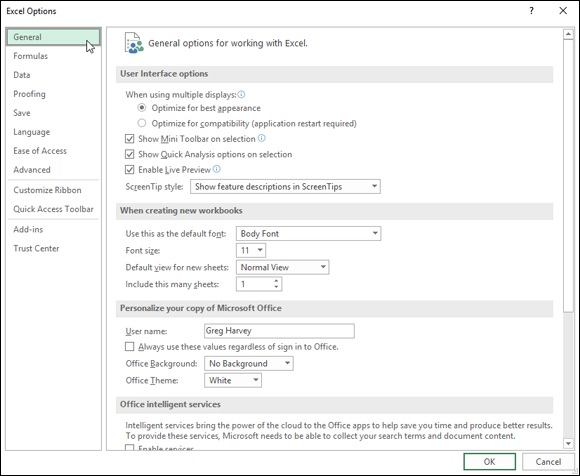 Excel Options ? ×
General
Formulas
Data
Proofing
Save
Language
Ease of Access
Advanced
Customize Ribbon
Quick Access Toolbar
Add-ins
Trust Center
General options for working with Excel.
User Interface options
When using multiple displays:
Optimize for best appearance
Optimize for compatibility (application restart required)
Show Mini Toolbar on selection
Show Quick Analysis options on selection
Enable Live Preview
ScreenTip style: Show feature descriptions in ScreenTips
When creating new workbooks
Use this as the default font: Body Font
Font size: 11
Default view for new sheets: Normal View
Include this many sheets: 1
Personalize your copy of Microsoft Office
User name: Greg Harvey
Always use these values regardless of sign in to Office.
Office Background: No Background
Office Theme: White
Office intelligent services
Intelligent services bring the power of the cloud to the Office apps to help save you time and produce better results.
To provide these services, Microsoft needs to be able to collect your search terms and document content.
Enable services
OK Cancel